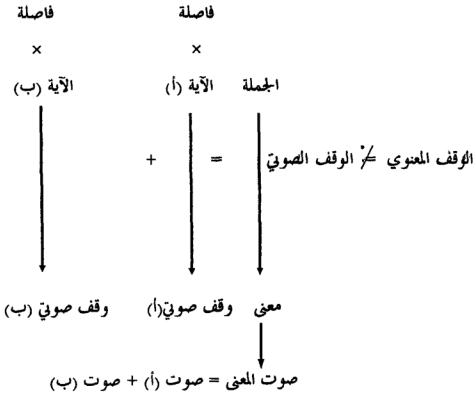 فاصلة فاصلة
× ×
الجملة الآية (أ) الآية (ب)
الوقف المعنوي ≠ الوقف الصوتيّ = +
معنى وقف صوتيّ(أ) وقف صوتيّ (ب)
صوت المعنى = صوت (أ) + صوت (ب)